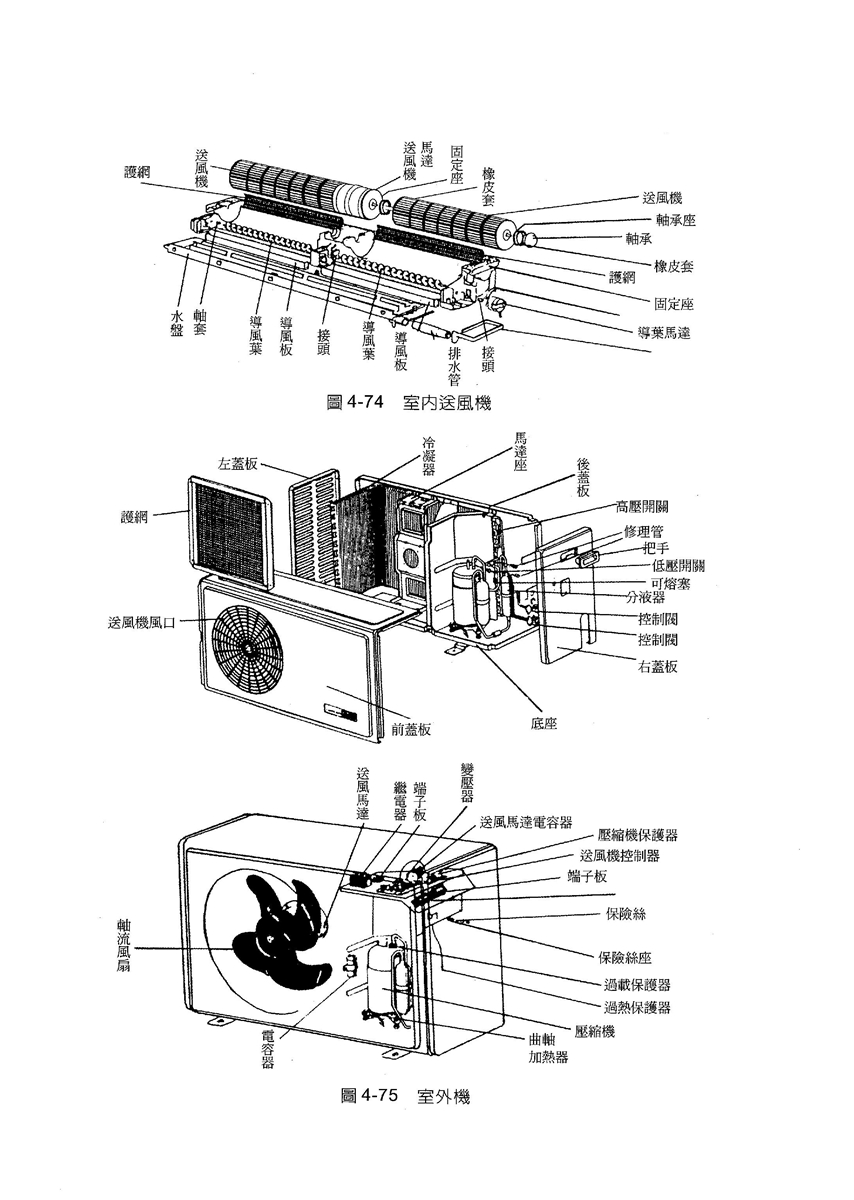 護網
送風機
送風機
馬達
固定座
橡皮套
送風機
軸承座
軸承
橡皮套
護網
固定座
導葉馬達
水盤
軸套
導風葉
導風板
接頭
導風葉
導風板
排水管
接頭
圖 4-74 室內送風機
左蓋板
冷凝器
馬達座
後蓋板
護網
高壓開關
修理管
把手
低壓開關
可熔塞
分液器
控制閥
控制閥
右蓋板
送風機風口
前蓋板
底座
送風馬達
繼電器
端子板
變壓器
送風馬達電容器
壓縮機保護器
送風機控制器
端子板
保險絲
保險絲座
過載保護器
過熱保護器
壓縮機
曲軸
加熱器
軸流風扇
電容器
圖 4-75 室外機